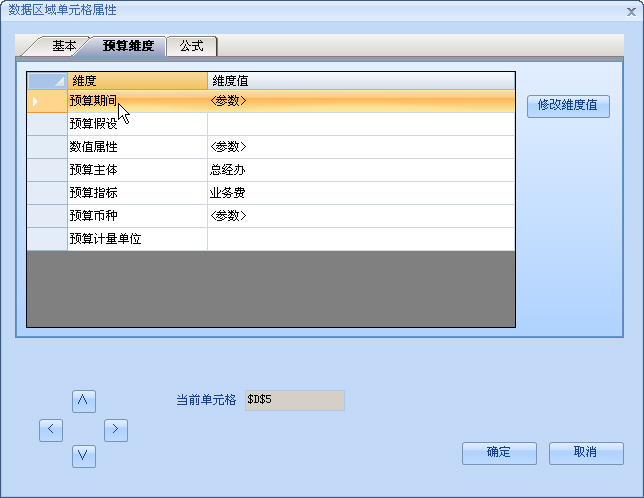 数据区域单元格属性
基本 预算维度 公式
维度 维度值
预算期间 <参数>
修改维度值
预算假设
数值属性 <参数>
预算主体 总经办
预算指标 业务费
预算币种 <参数>
预算计量单位
当前单元格 $D$5
确定 取消